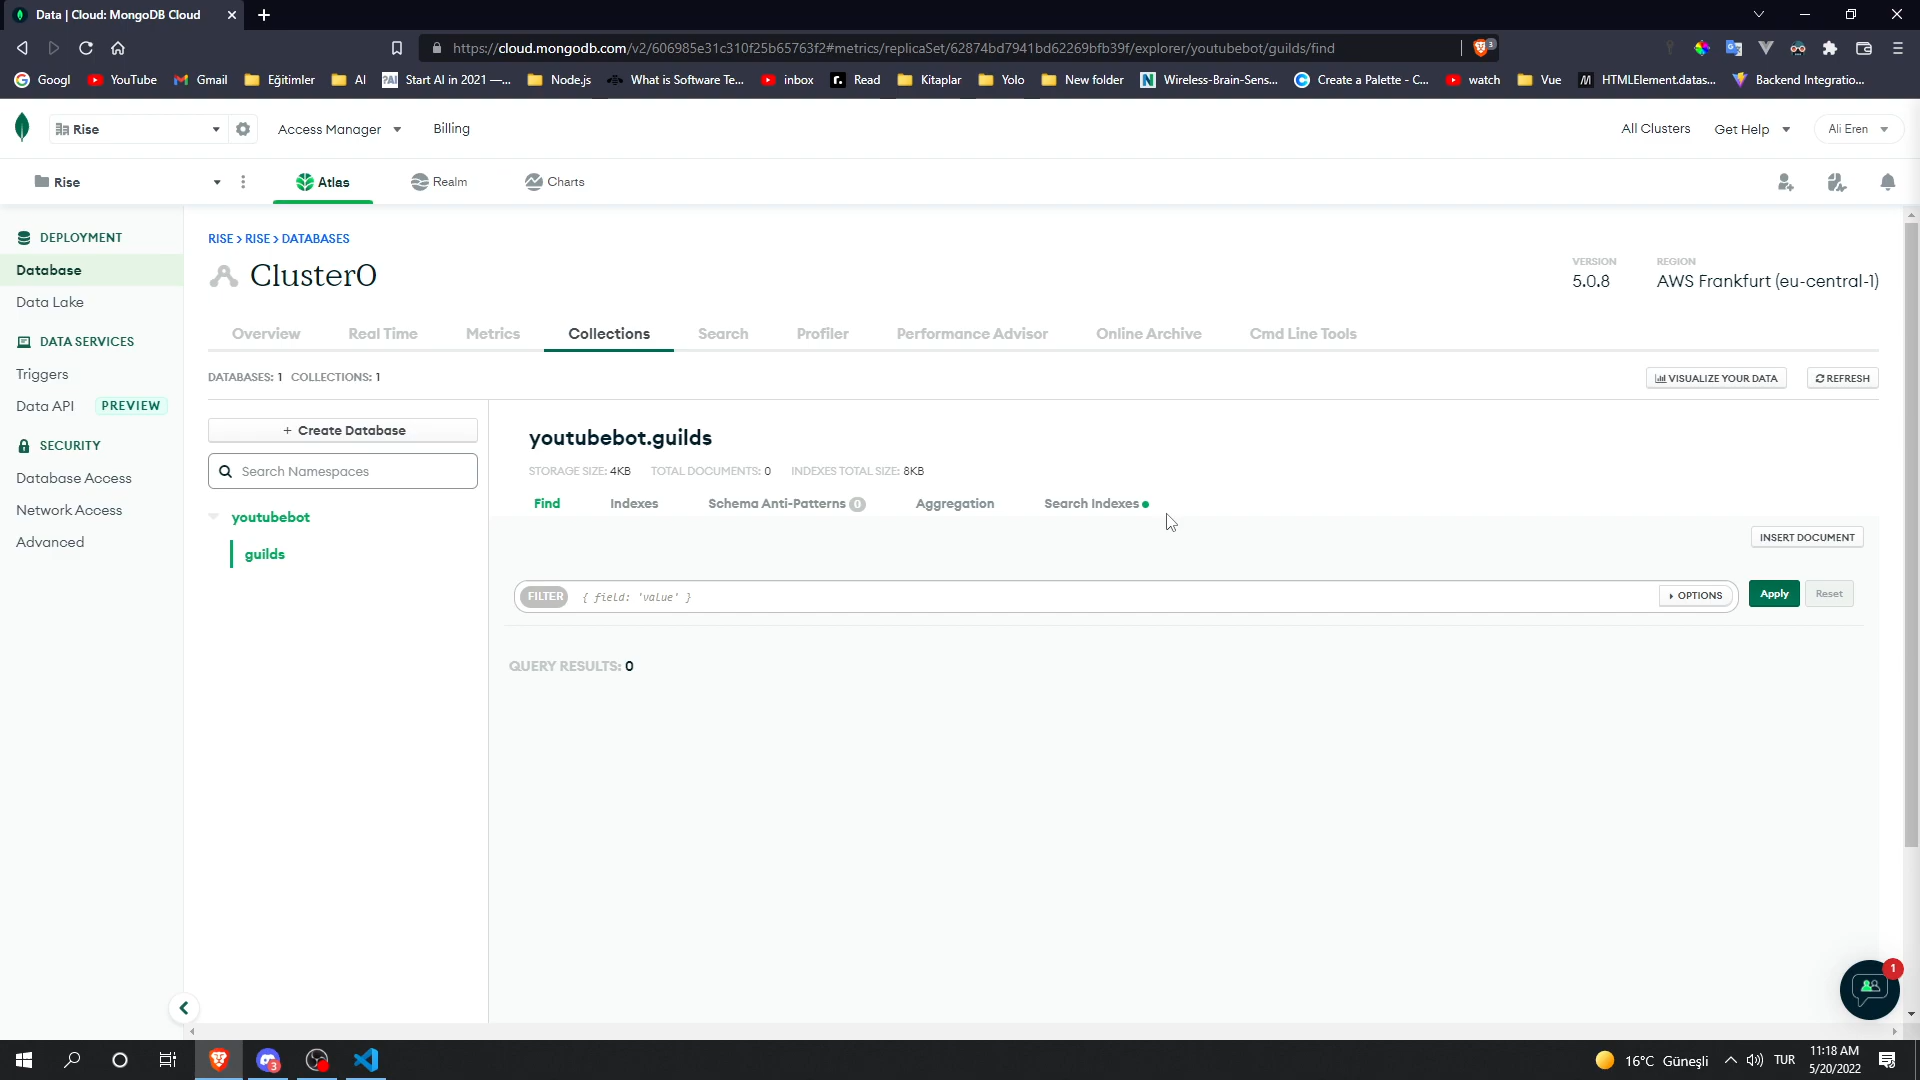 Data | Cloud: MongoDB Cloud
https://cloud.mongodb.com/v2/606985e31c310f25b65763f2#metrics/replicaSet/62874bd7941bd62269bfb39f/explorer/youtubebot/guilds/find
3
Googl YouTube Gmail Eğitimler AI Start AI in 2021 —... Node.js What is Software Te... inbox Read Kitaplar Yolo New folder Wireless-Brain-Sens... Create a Palette - C... watch Vue HTMLElement.datas... Backend Integratio...
Rise Access Manager Billing All Clusters Get Help Ali Eren
Rise Atlas Realm Charts
DEPLOYMENT
Database
Data Lake
DATA SERVICES
Triggers
Data API PREVIEW
SECURITY
Database Access
Network Access
Advanced
RISE > RISE > DATABASES
Cluster0
VERSION
5.0.8
REGION
AWS Frankfurt (eu-central-1)
Overview Real Time Metrics Collections Search Profiler Performance Advisor Online Archive Cmd Line Tools
DATABASES: 1 COLLECTIONS: 1
VISUALIZE YOUR DATA REFRESH
+ Create Database
Search Namespaces
youtubebot
guilds
youtubebot.guilds
STORAGE SIZE: 4KB TOTAL DOCUMENTS: 0 INDEXES TOTAL SIZE: 8KB
Find Indexes Schema Anti-Patterns 0 Aggregation Search Indexes
INSERT DOCUMENT
FILTER { field: 'value' } OPTIONS Apply Reset
QUERY RESULTS: 0
1
3
16°C Güneşli TUR 11:18 AM
5/20/2022